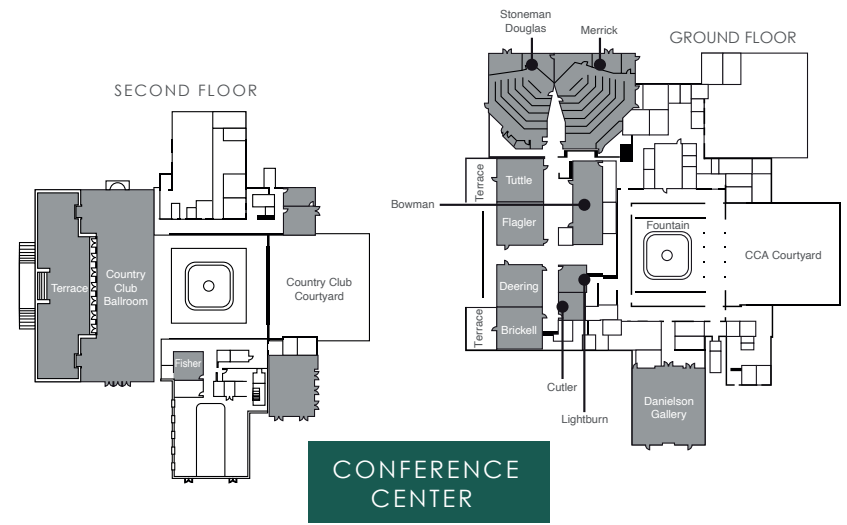 Stoneman
Douglas
Merrick
GROUND FLOOR
SECOND FLOOR
Terrace
Tuttle
Bowman
Flagler
Fountain
CCA Courtyard
Terrace
Country
Club
Ballroom
Country Club
Courtyard
Deering
Terrace
Brickell
Fisher
Cutler
Lightburn
Danielson
Gallery
CONFERENCE
CENTER